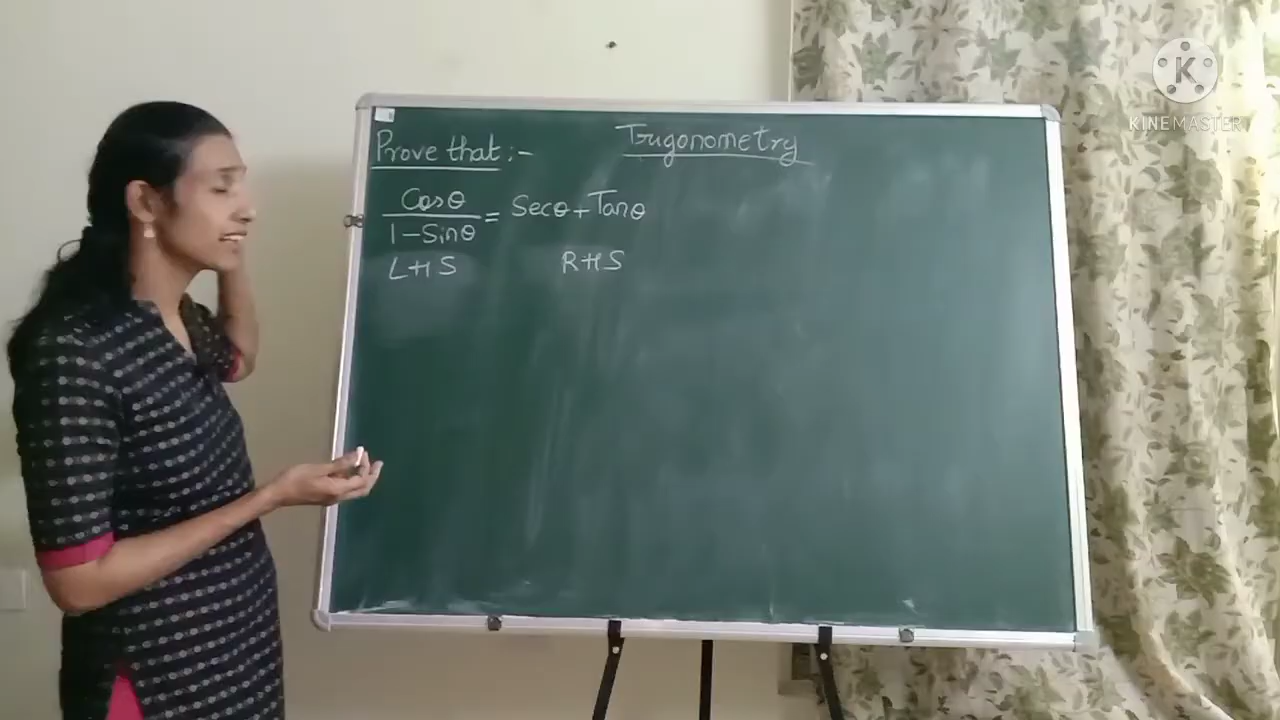 Trigonometry
Prove that :-
Cosθ
1 - Sinθ
= Secθ + Tanθ
LHS RHS
K
KINEMASTER